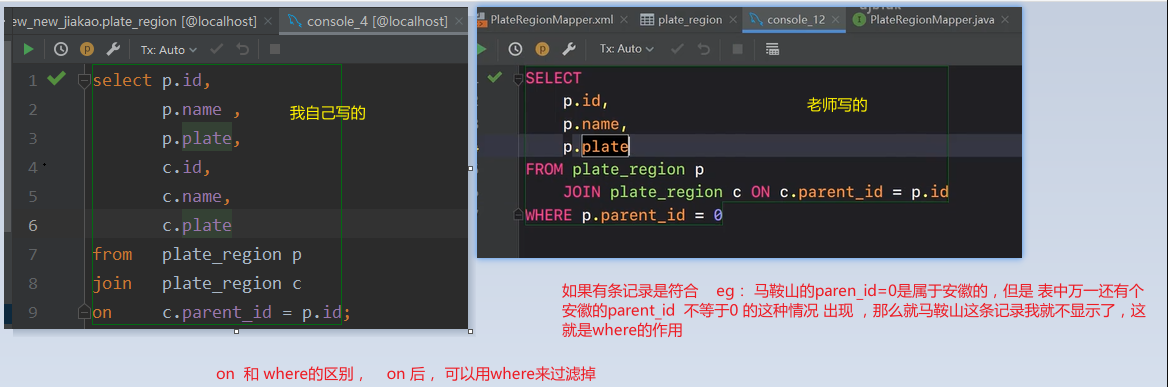 ew_new_jiakao.plate_region [@localhost] console_4 [@localhost]
Tx: Auto
1 select p.id,
2 p.name ,
3 p.plate,
4 c.id,
5 c.name,
6 c.plate
7 from plate_region p
8 join plate_region c
9 on c.parent_id = p.id;
我自己写的
PlateRegionMapper.xml plate_region console_12 PlateRegionMapper.java
Tx: Auto
SELECT
p.id,
p.name,
p.plate
FROM plate_region p
JOIN plate_region c ON c.parent_id = p.id
WHERE p.parent_id = 0
老师写的
如果有条记录是符合 eg： 马鞍山的paren_id=0是属于安徽的，但是 表中万一还有个
安徽的parent_id 不等于0 的这种情况 出现 ，那么就马鞍山这条记录我就不显示了，这
就是where的作用
on 和 where的区别， on 后 ，可以用where来过滤掉